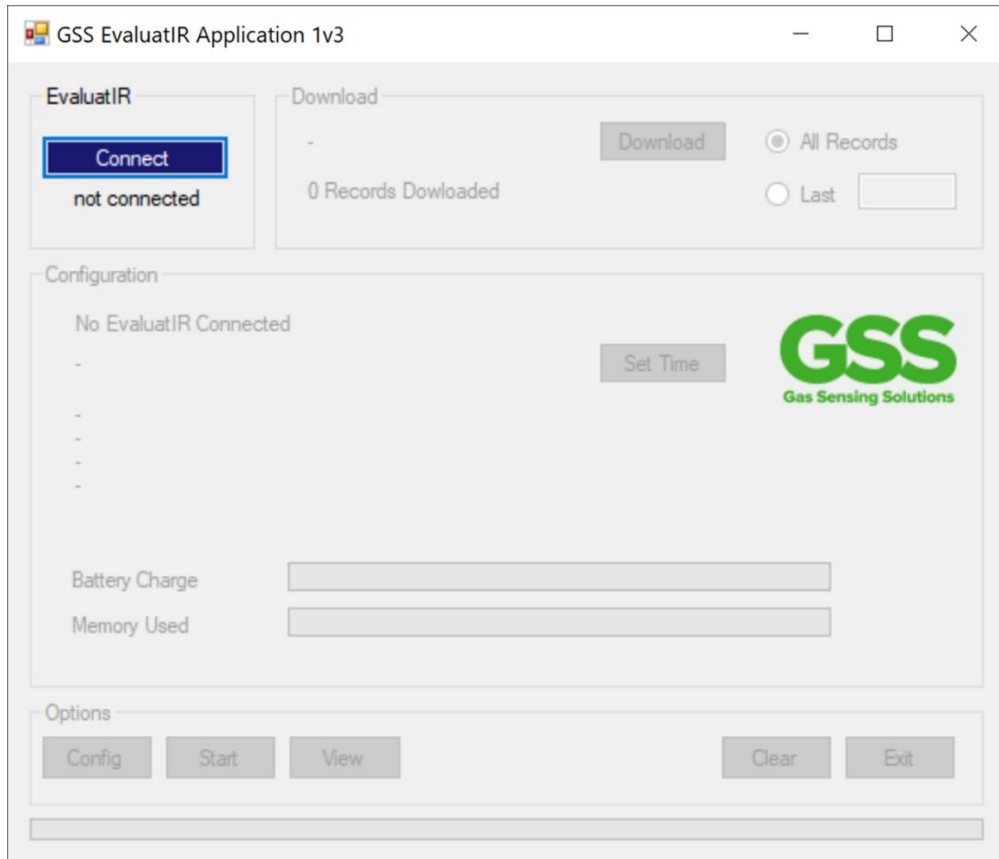 GSS EvaluatIR Application 1v3
EvaluatIR
Connect
not connected
Download
-
Download
All Records
0 Records Dowloaded
Last
Configuration
No EvaluatIR Connected
-
Set Time
GSS
Gas Sensing Solutions
-
-
-
-
Battery Charge
Memory Used
Options
Config Start View Clear Exit